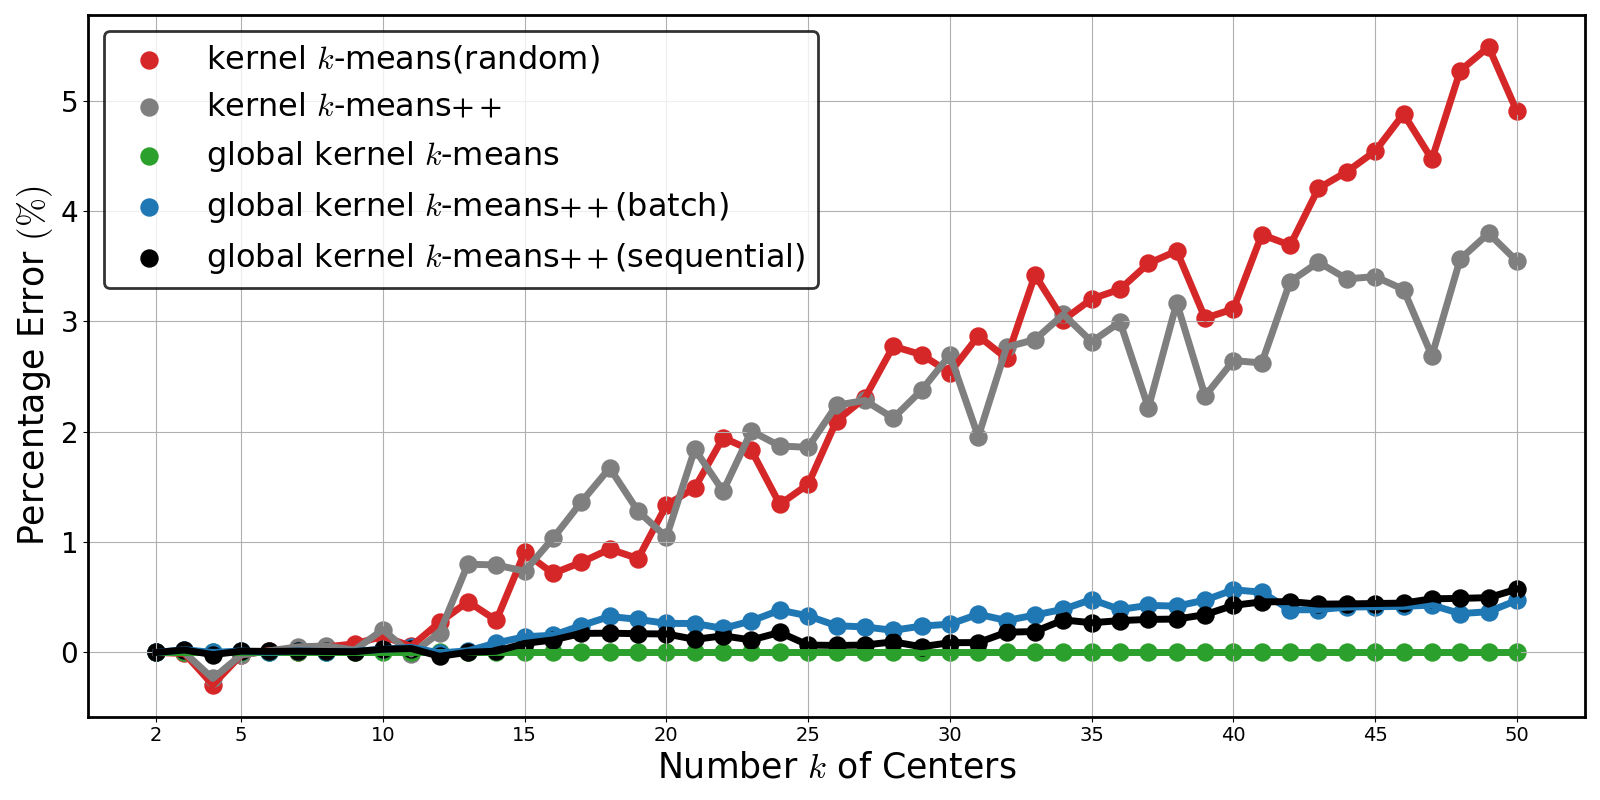 kernel k-means(random)
kernel k-means++
global kernel k-means
global kernel k-means++(batch)
global kernel k-means++(sequential)
Percentage Error (%)
5
4
3
2
1
0
2 5 10 15 20 25 30 35 40 45 50
Number k of Centers